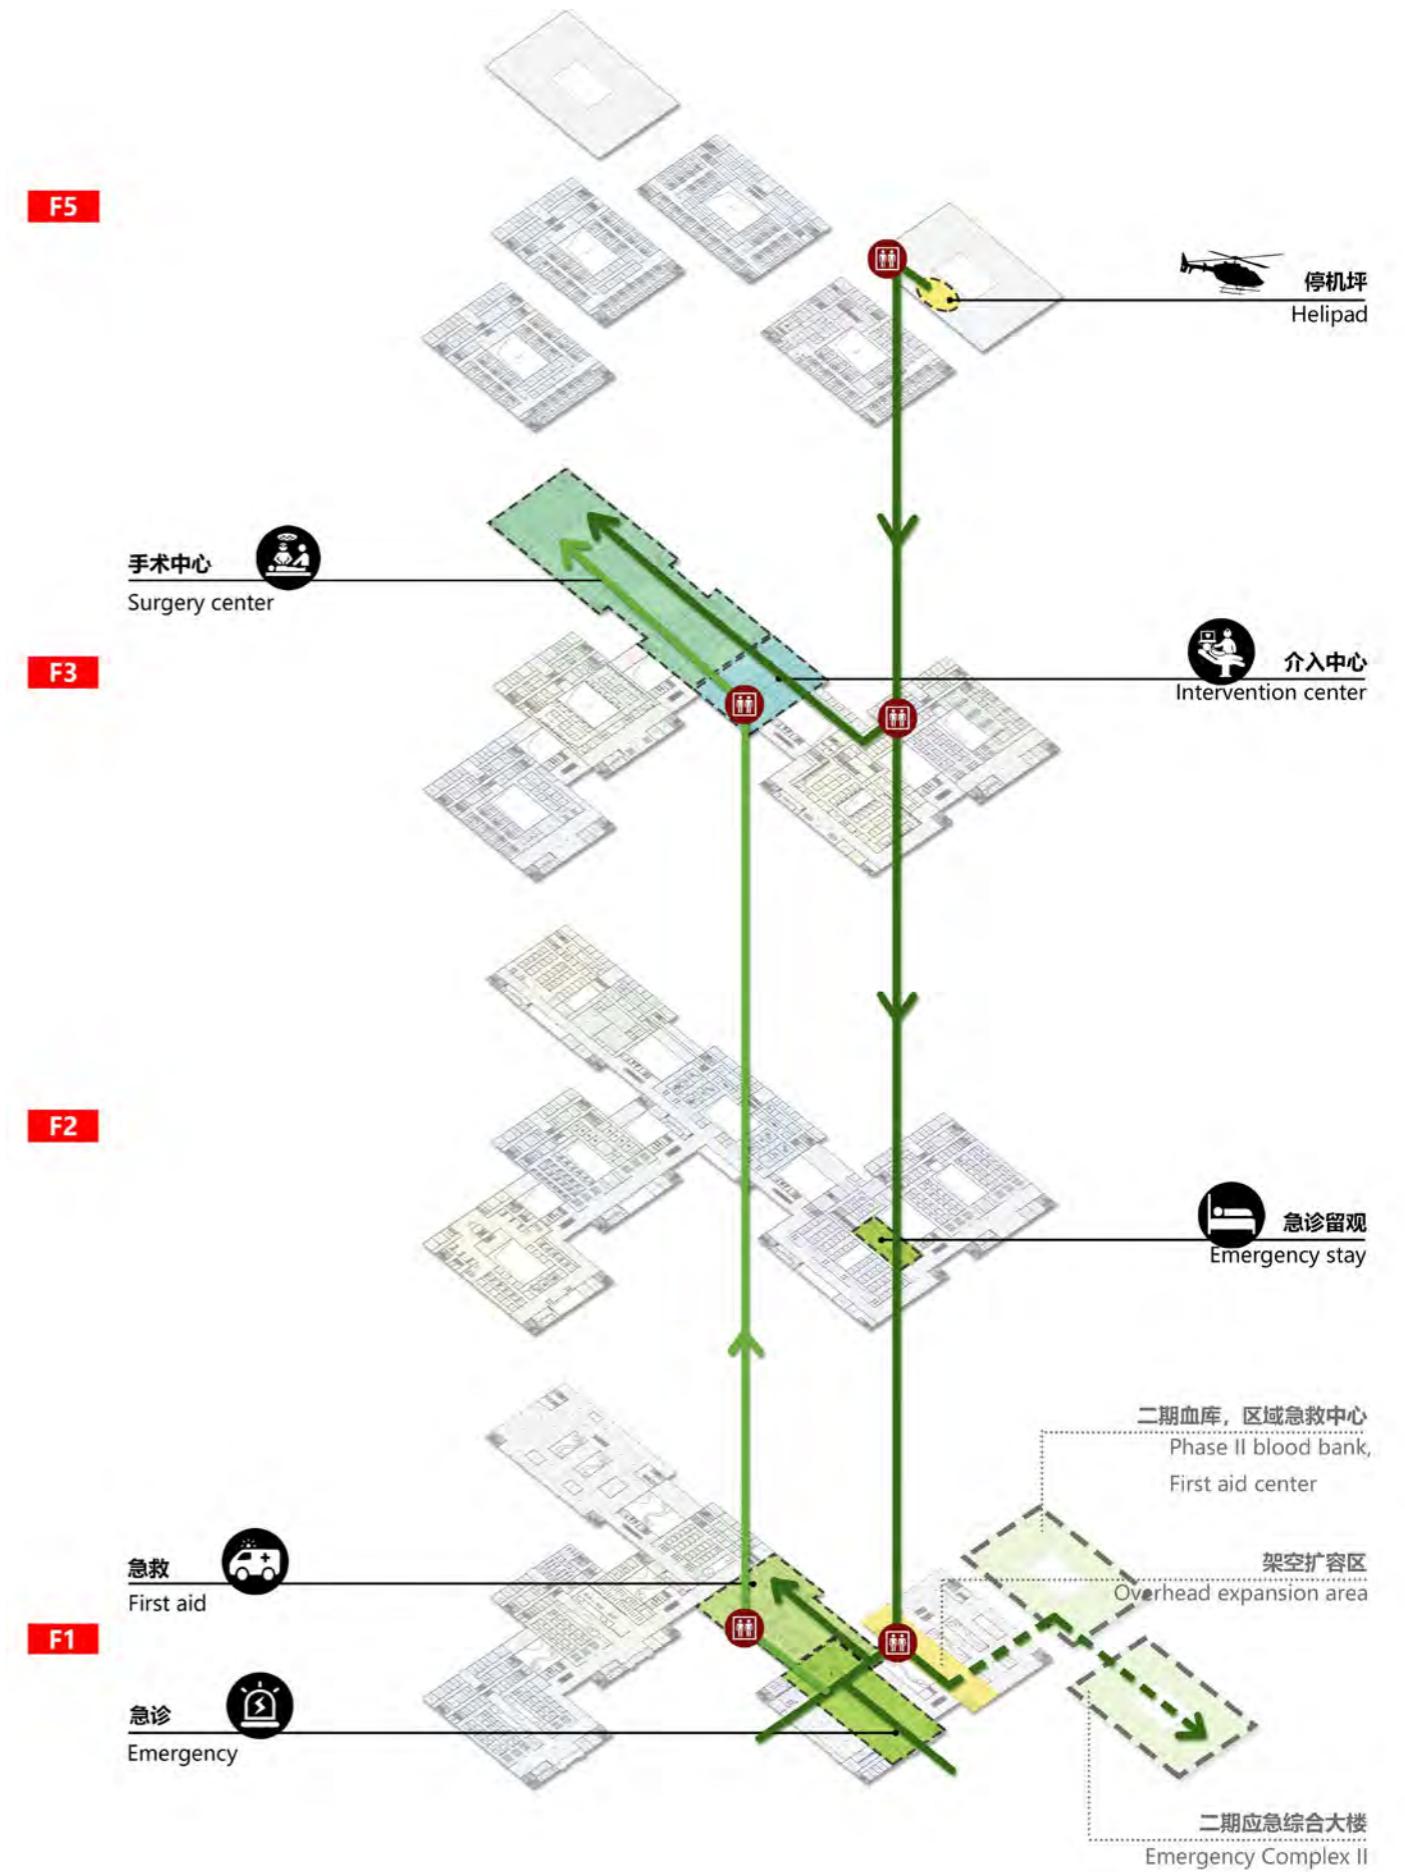 F5
停机坪
Helipad
手术中心
Surgery center
F3
介入中心
Intervention center
F2
急诊留观
Emergency stay
二期血库，区域急救中心
Phase II blood bank,
First aid center
急救
First aid
架空扩容区
Overhead expansion area
F1
急诊
Emergency
二期应急综合大楼
Emergency Complex II